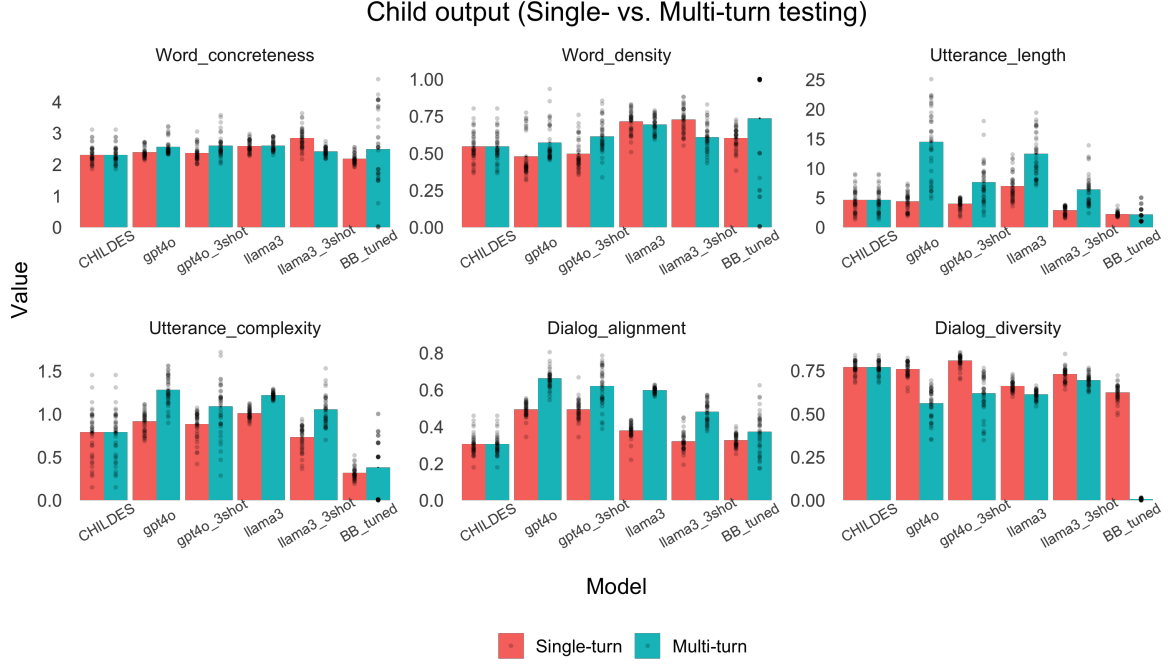 Child output (Single- vs. Multi-turn testing)
Word_concreteness
Word_density
Utterance_length
4
3
2
1
0
1.00
0.75
0.50
0.25
0.00
25
20
15
10
5
0
CHILDES
gpt4o
gpt4o_3shot
llama3
llama3_3shot
BB_tuned
CHILDES
gpt4o
gpt4o_3shot
llama3
llama3_3shot
BB_tuned
CHILDES
gpt4o
gpt4o_3shot
llama3
llama3_3shot
BB_tuned
Value
Utterance_complexity
Dialog_alignment
Dialog_diversity
1.5
1.0
0.5
0.0
0.8
0.6
0.4
0.2
0.0
0.75
0.50
0.25
0.00
CHILDES
gpt4o
gpt4o_3shot
llama3
llama3_3shot
BB_tuned
CHILDES
gpt4o
gpt4o_3shot
llama3
llama3_3shot
BB_tuned
CHILDES
gpt4o
gpt4o_3shot
llama3
llama3_3shot
BB_tuned
Model
Single-turn
Multi-turn